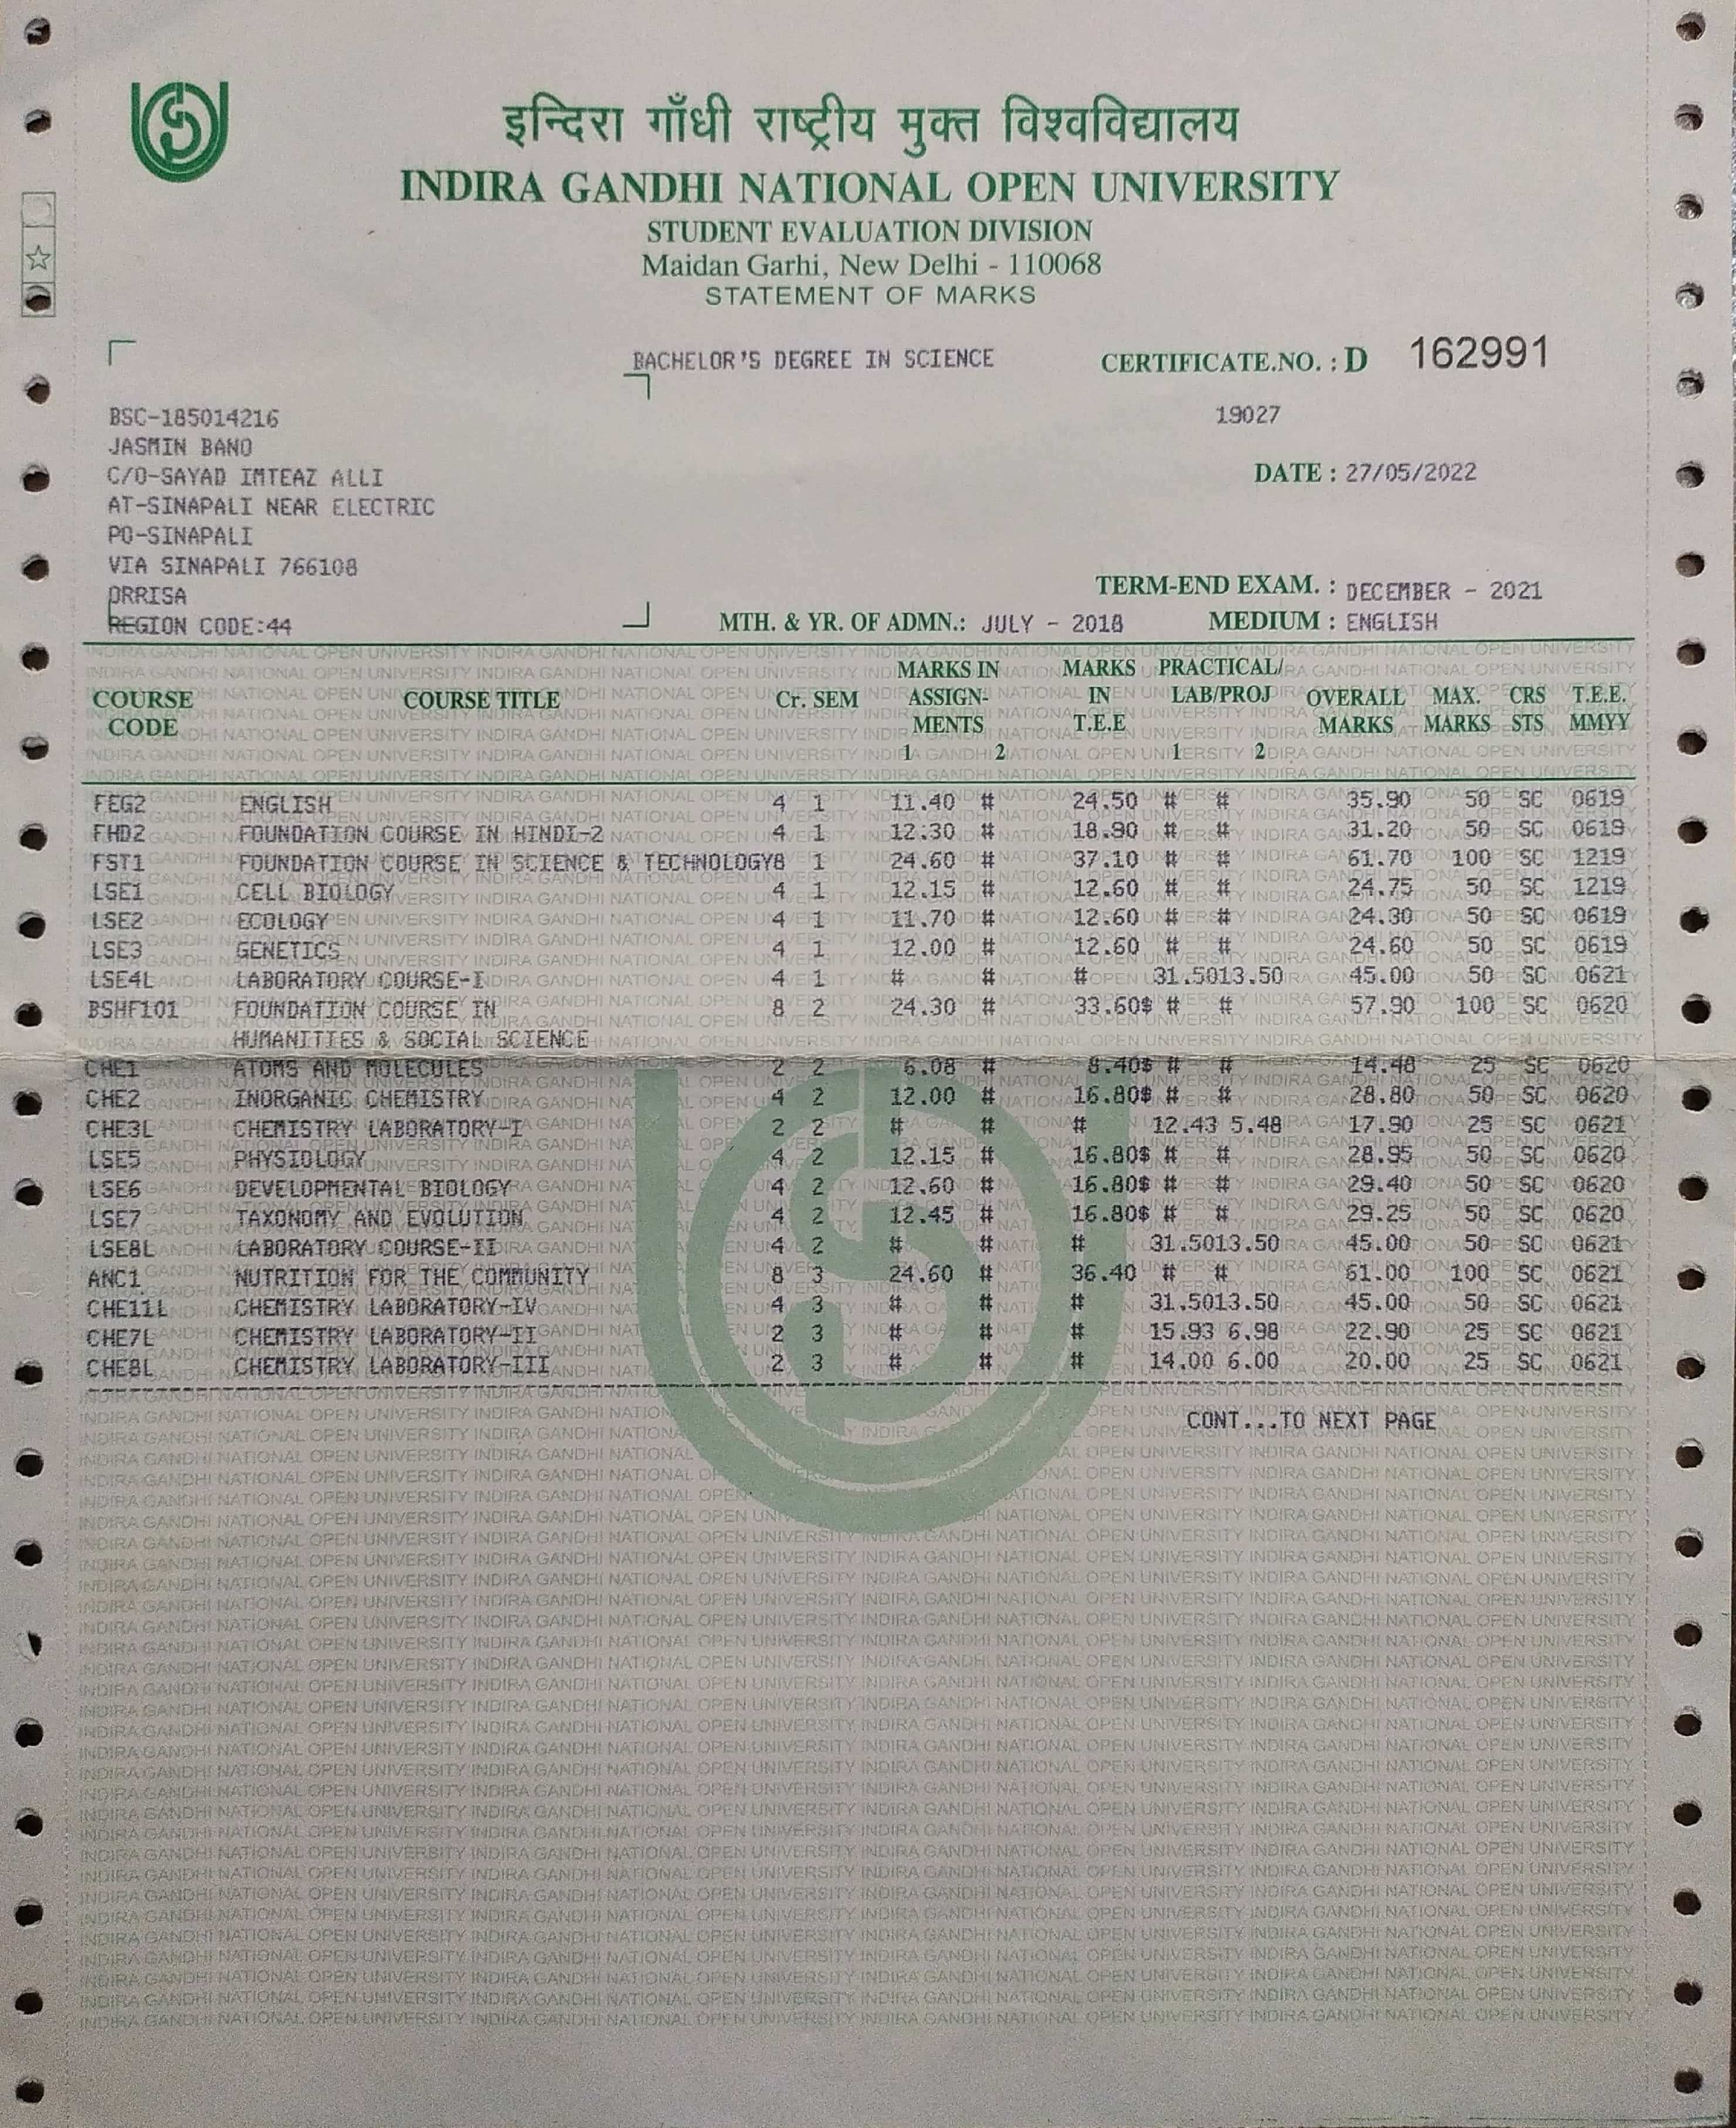 इन्दिरा गाँधी राष्ट्रीय मुक्त विश्वविद्यालय
INDIRA GANDHI NATIONAL OPEN UNIVERSITY
STUDENT EVALUATION DIVISION
Maidan Garhi, New Delhi - 110068
STATEMENT OF MARKS
BACHELOR'S DEGREE IN SCIENCE CERTIFICATE.NO. : D 162991
BSC-185014216 19027
JASMIN BANO
C/O-SAYAD IMTEAZ ALLI DATE : 27/05/2022
AT-SINAPALI NEAR ELECTRIC
PO-SINAPALI
VIA SINAPALI 766108
ORRISA TERM-END EXAM. : DECEMBER - 2021
REGION CODE:44 MTH. & YR. OF ADMN.: JULY - 2018 MEDIUM : ENGLISH
MARKS IN MARKS PRACTICAL/
COURSE COURSE TITLE Cr. SEM ASSIGN- IN LAB/PROJ OVERALL MAX. CRS T.E.E.
CODE MENTS T.E.E MARKS MARKS STS MMYY
1 2 1 2
FEG2 ENGLISH 4 1 11.40 # 24.50 # # 35.90 50 SC 0619
FHD2 FOUNDATION COURSE IN HINDI-2 4 1 12.30 # 18.90 # # 31.20 50 SC 0619
FST1 FOUNDATION COURSE IN SCIENCE & TECHNOLOGY8 1 24.60 # 37.10 # # 61.70 100 SC 1219
LSE1 CELL BIOLOGY 4 1 12.15 # 12.60 # # 24.75 50 SC 1219
LSE2 ECOLOGY 4 1 11.70 # 12.60 # # 24.30 50 SC 0619
LSE3 GENETICS 4 1 12.00 # 12.60 # # 24.60 50 SC 0619
LSE4L LABORATORY COURSE-I 4 1 # # # 31.5013.50 45.00 50 SC 0621
BSHF101 FOUNDATION COURSE IN 8 2 24.30 # 33.60$ # # 57.90 100 SC 0620
HUMANITIES & SOCIAL SCIENCE
CHE1 ATOMS AND MOLECULES 2 2 6.08 # 8.40$ # # 14.48 25 SC 0620
CHE2 INORGANIC CHEMISTRY 4 2 12.00 # 16.80$ # # 28.80 50 SC 0620
CHE3L CHEMISTRY LABORATORY-I 2 2 # # # 12.43 5.48 17.90 25 SC 0621
LSE5 PHYSIOLOGY 4 2 12.15 # 16.80$ # # 28.95 50 SC 0620
LSE6 DEVELOPMENTAL BIOLOGY 4 2 12.60 # 16.80$ # # 29.40 50 SC 0620
LSE7 TAXONOMY AND EVOLUTION 4 2 12.45 # 16.80$ # # 29.25 50 SC 0620
LSE8L LABORATORY COURSE-II 4 2 # # # 31.5013.50 45.00 50 SC 0621
ANC1 NUTRITION FOR THE COMMUNITY 8 3 24.60 # 36.40 # # 61.00 100 SC 0621
CHE11L CHEMISTRY LABORATORY-IV 4 3 # # # 31.5013.50 45.00 50 SC 0621
CHE7L CHEMISTRY LABORATORY-II 2 3 # # # 15.93 6.98 22.90 25 SC 0621
CHE8L CHEMISTRY LABORATORY-III 2 3 # # # 14.00 6.00 20.00 25 SC 0621
CONT...TO NEXT PAGE